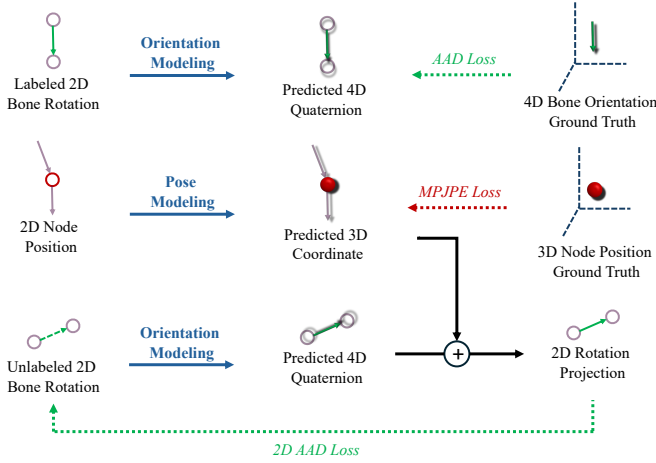 Labeled 2D
Bone Rotation
Orientation
Modeling
Predicted 4D
Quaternion
AAD Loss
4D Bone Orientation
Ground Truth
2D Node
Position
Pose
Modeling
Predicted 3D
Coordinate
MPJPE Loss
3D Node Position
Ground Truth
Unlabeled 2D
Bone Rotation
Orientation
Modeling
Predicted 4D
Quaternion
+
2D Rotation
Projection
2D AAD Loss